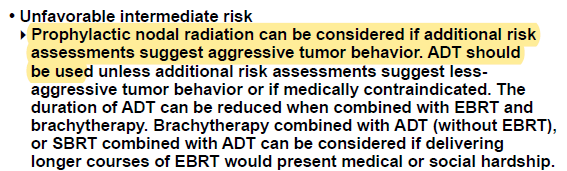 • Unfavorable intermediate risk
▸ Prophylactic nodal radiation can be considered if additional risk
assessments suggest aggressive tumor behavior. ADT should
be used unless additional risk assessments suggest less-
aggressive tumor behavior or if medically contraindicated. The
duration of ADT can be reduced when combined with EBRT and
brachytherapy. Brachytherapy combined with ADT (without EBRT),
or SBRT combined with ADT can be considered if delivering
longer courses of EBRT would present medical or social hardship.